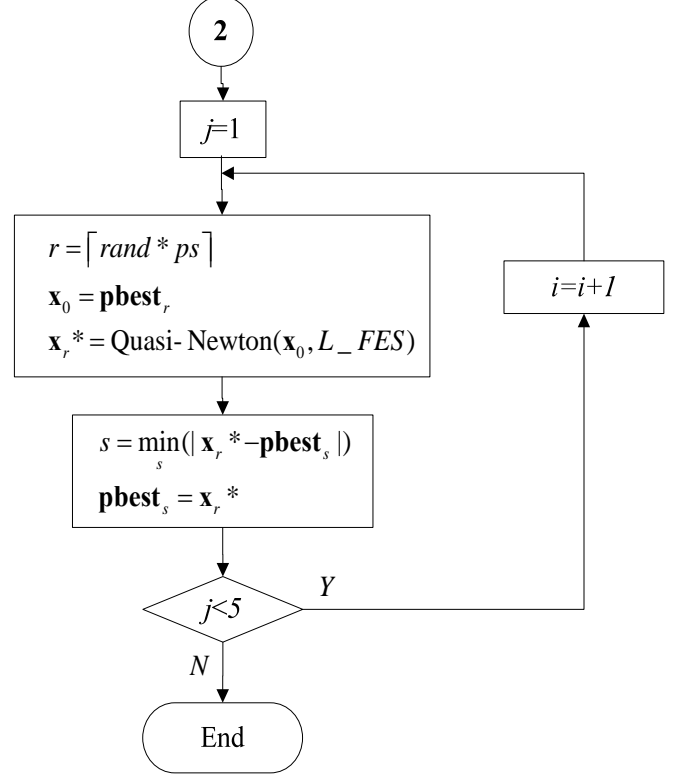 2
j=1
r = ⌈rand * ps⌉
x₀ = pbestᵣ
xᵣ* = Quasi-Newton(x₀, L_FES)
i=i+1
s = min(| xᵣ *−pbestₛ |)
s
pbestₛ = xᵣ*
j<5
Y
N
End